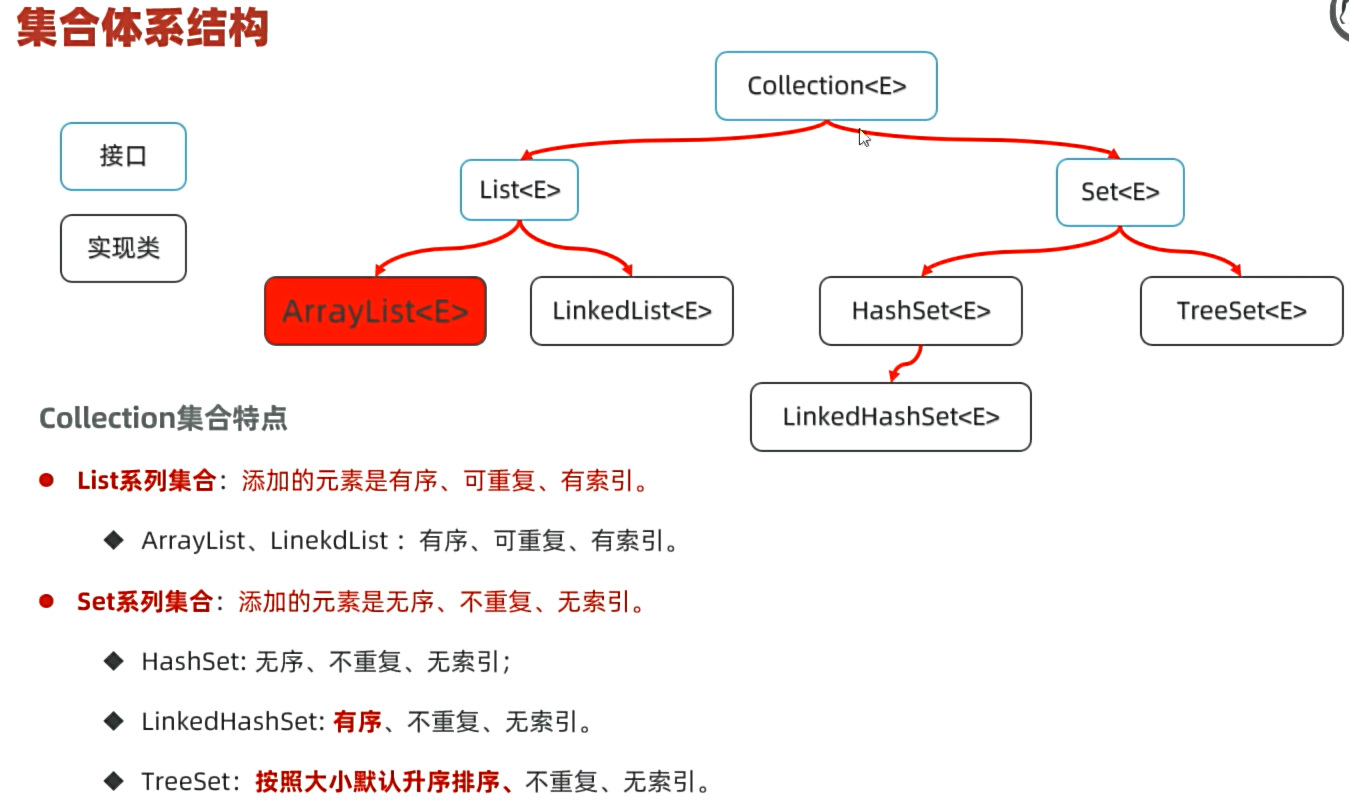 集合体系结构
Collection<E>
接口
List<E>
Set<E>
实现类
ArrayList<E>
LinkedList<E>
HashSet<E>
TreeSet<E>
LinkedHashSet<E>
Collection集合特点
List系列集合：添加的元素是有序、可重复、有索引。
ArrayList、LinekdList ：有序、可重复、有索引。
Set系列集合：添加的元素是无序、不重复、无索引。
HashSet: 无序、不重复、无索引；
LinkedHashSet: 有序、不重复、无索引。
TreeSet：按照大小默认升序排序、不重复、无索引。